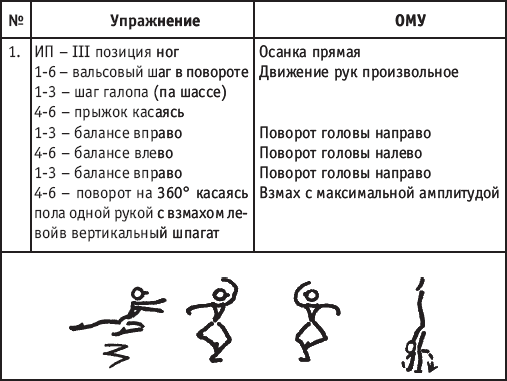 № Упражнение ОМУ
1. ИП – III позиция ног Осанка прямая
1-6 – вальсовый шаг в повороте Движение рук произвольное
1-3 – шаг галопа (па шассе)
4-6 – прыжок касаясь
1-3 – балансе вправо Поворот головы направо
4-6 – балансе влево Поворот головы налево
1-3 – балансе вправо Поворот головы направо
4-6 – поворот на 360° касаясь Взмах с максимальной амплитудой
пола одной рукой с взмахом ле-
войв вертикальный шпагат